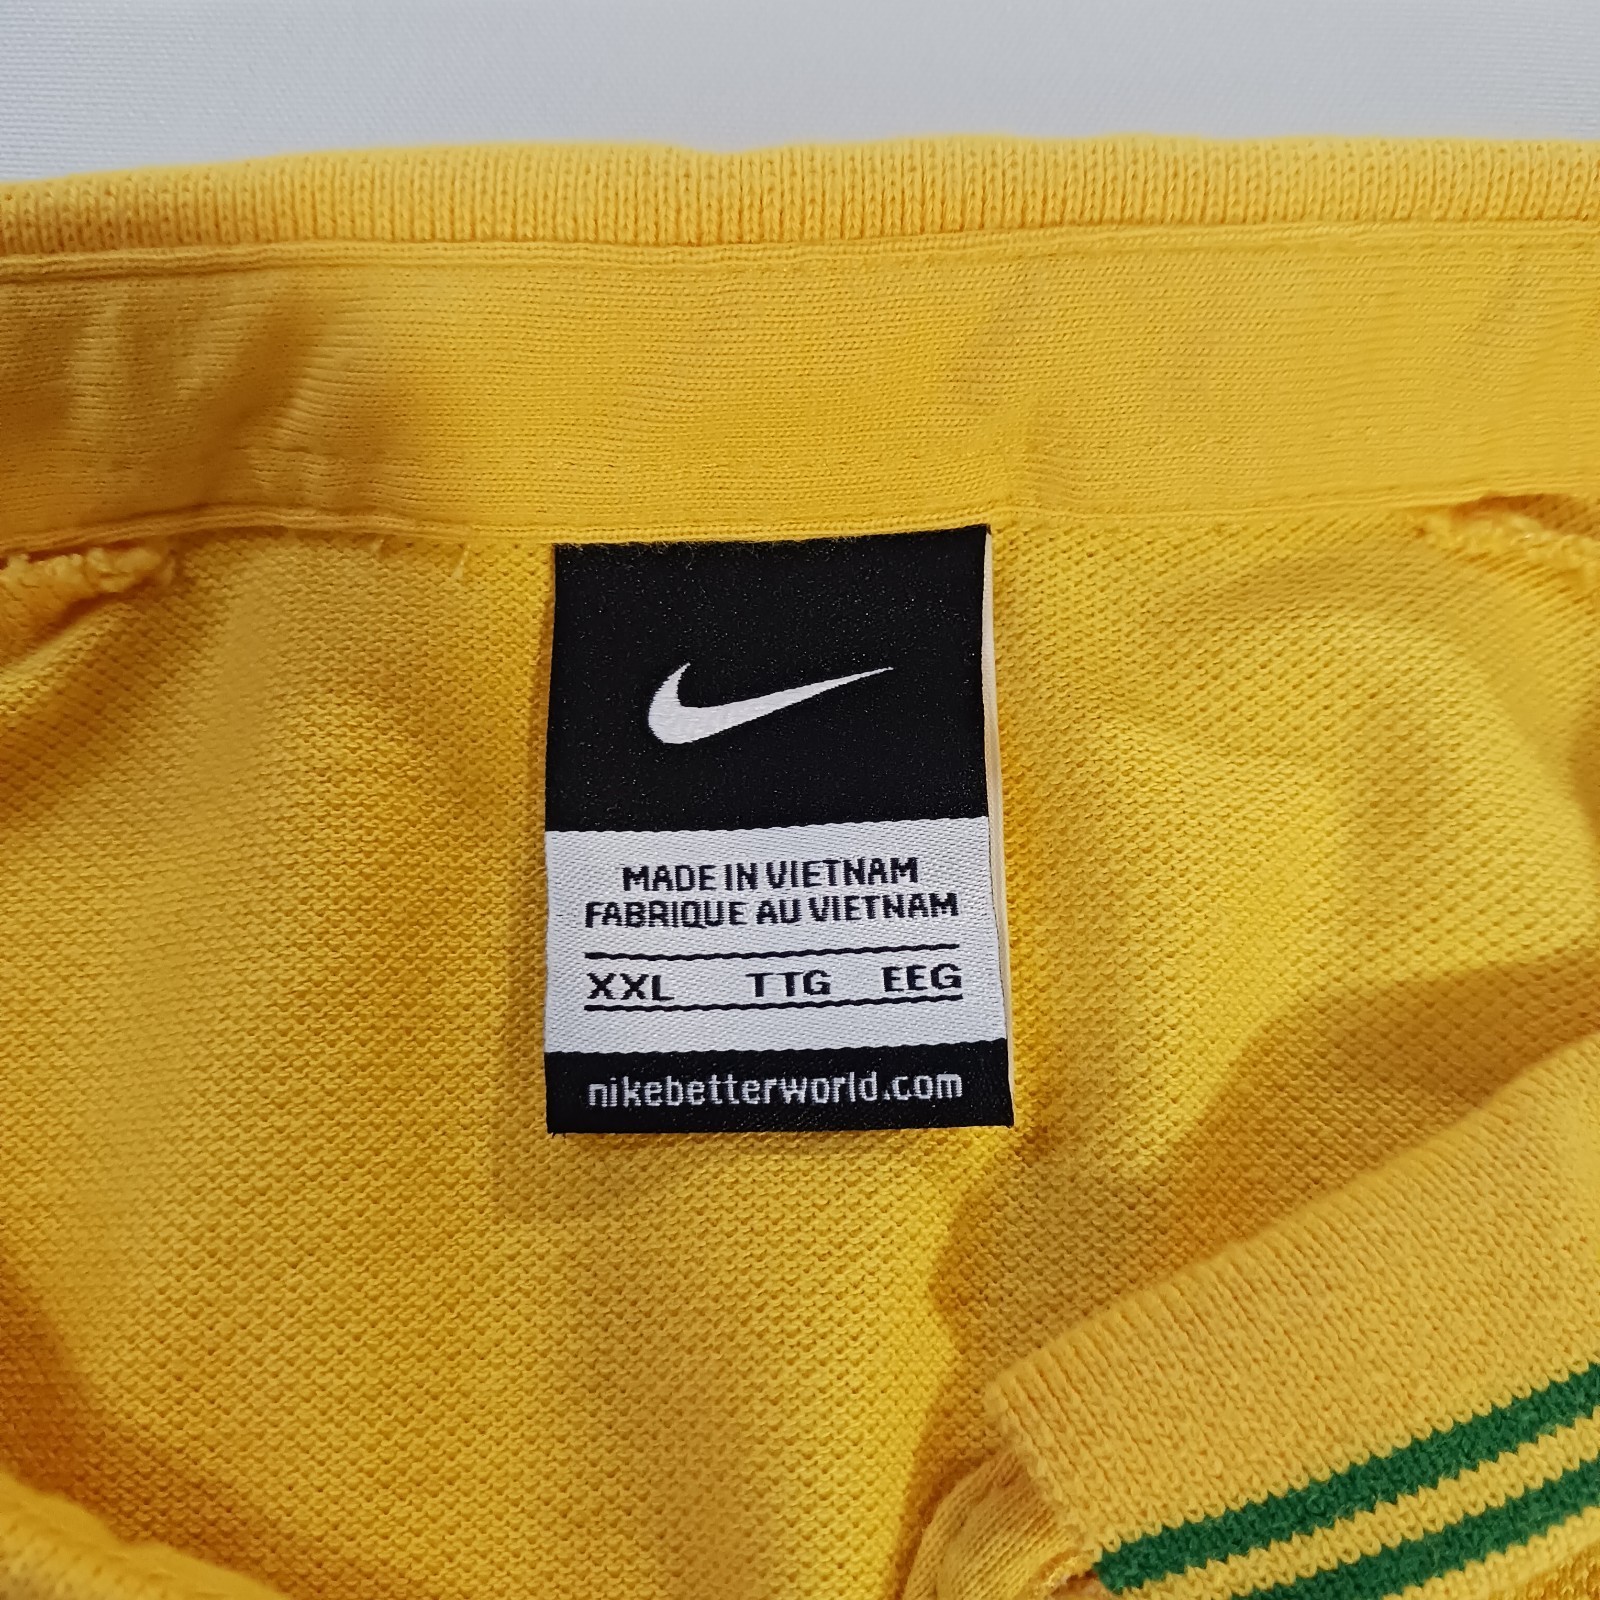 MADE IN VIETNAM
FABRIQUE AU VIETNAM
XXL TTG EEG
nikebetterworld.com